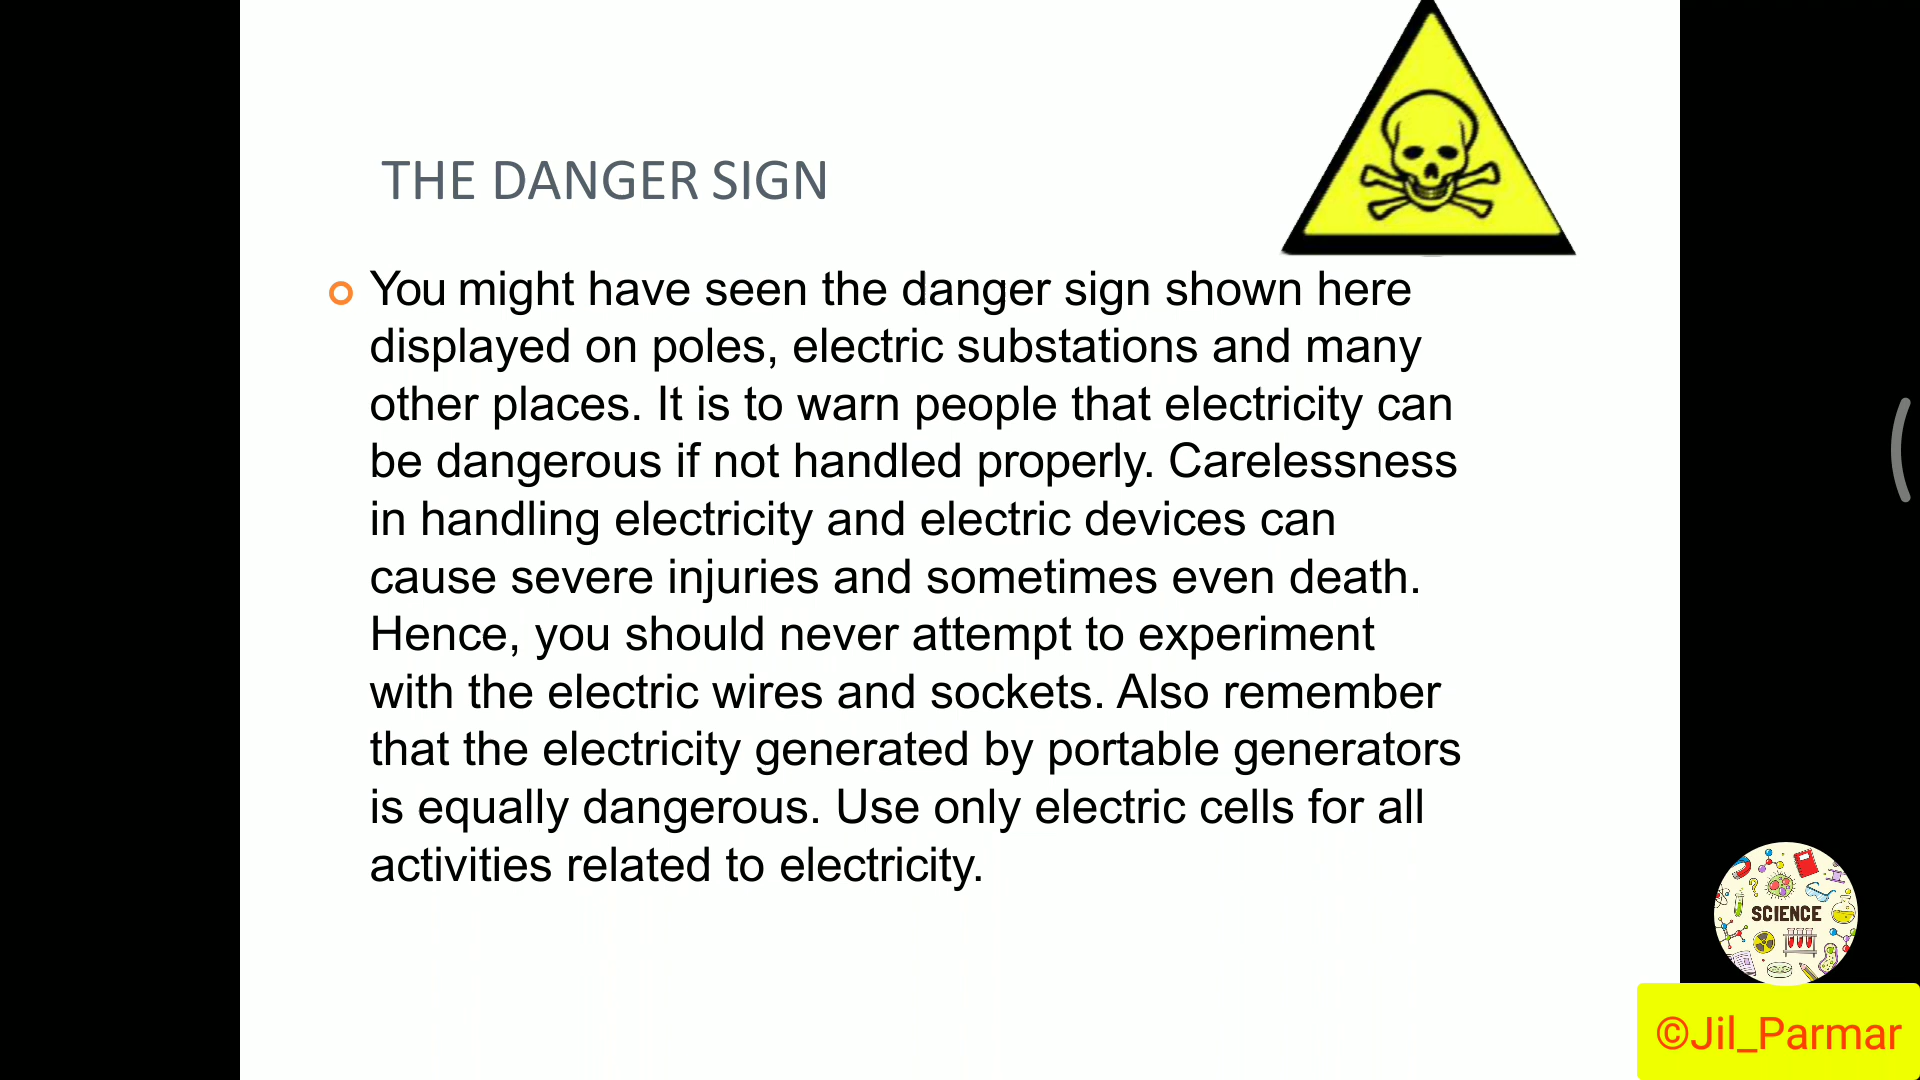 THE DANGER SIGN
You might have seen the danger sign shown here
displayed on poles, electric substations and many
other places. It is to warn people that electricity can
be dangerous if not handled properly. Carelessness
in handling electricity and electric devices can
cause severe injuries and sometimes even death.
Hence, you should never attempt to experiment
with the electric wires and sockets. Also remember
that the electricity generated by portable generators
is equally dangerous. Use only electric cells for all
activities related to electricity.
SCIENCE
©Jil_Parmar